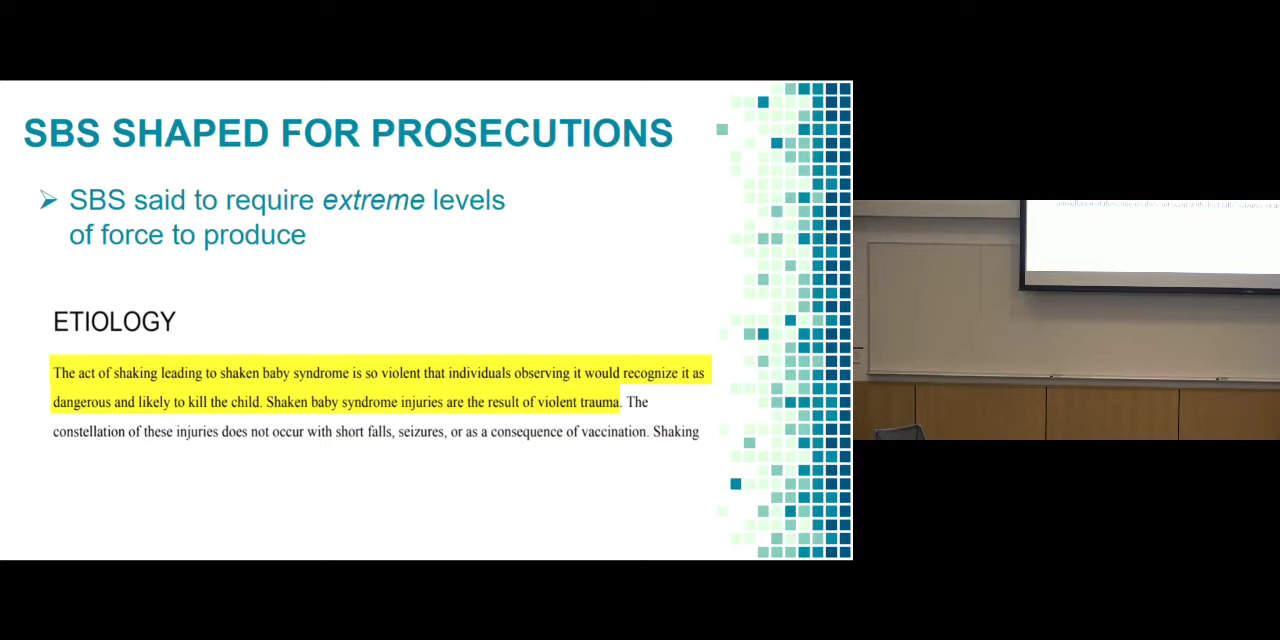 SBS SHAPED FOR PROSECUTIONS
SBS said to require extreme levels
of force to produce
ETIOLOGY
The act of shaking leading to shaken baby syndrome is so violent that individuals observing it would recognize it as
dangerous and likely to kill the child. Shaken baby syndrome injuries are the result of violent trauma. The
constellation of these injuries does not occur with short falls, seizures, or as a consequence of vaccination. Shaking